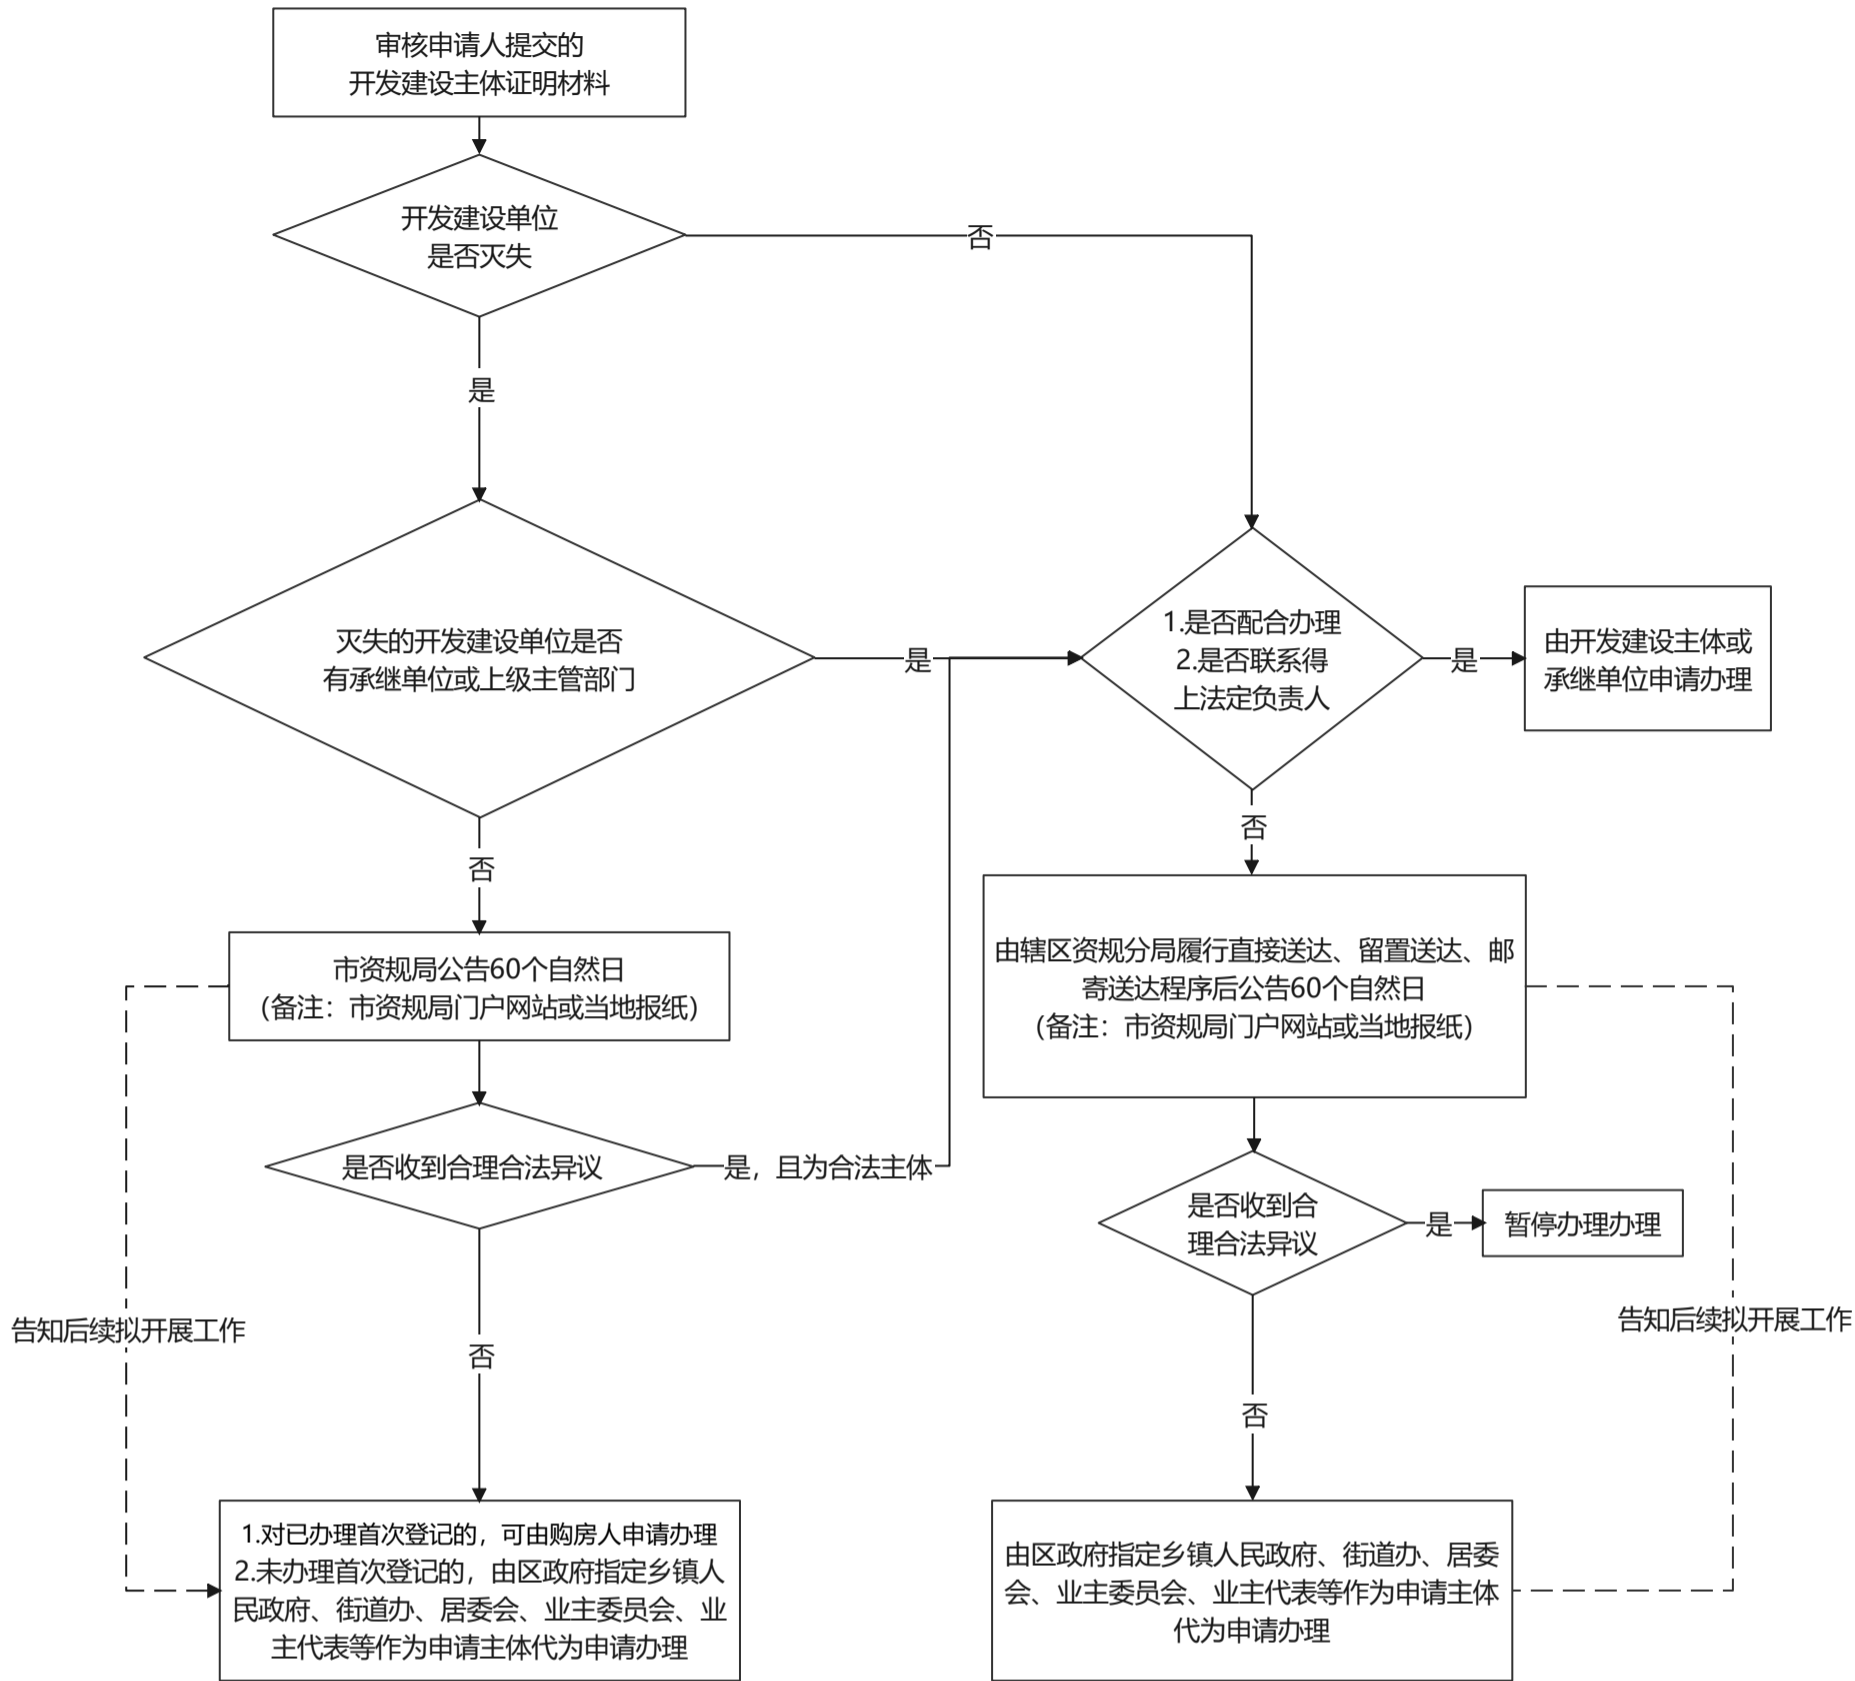 审核申请人提交的
开发建设主体证明材料
开发建设单位
是否灭失
否
是
灭失的开发建设单位是否
有承继单位或上级主管部门
是
1.是否配合办理
2.是否联系得
上法定负责人
是
由开发建设主体或
承继单位申请办理
否
否
市资规局公告60个自然日
（备注：市资规局门户网站或当地报纸）
由辖区资规分局履行直接送达、留置送达、邮
寄送达程序后公告60个自然日
（备注：市资规局门户网站或当地报纸）
是否收到合理合法异议
是，且为合法主体
是否收到合
理合法异议
是
暂停办理办理
告知后续拟开展工作
告知后续拟开展工作
否
否
1.对已办理首次登记的，可由购房人申请办理
2.未办理首次登记的，由区政府指定乡镇人
民政府、街道办、居委会、业主委员会、业
主代表等作为申请主体代为申请办理
由区政府指定乡镇人民政府、街道办、居委
会、业主委员会、业主代表等作为申请主体
代为申请办理